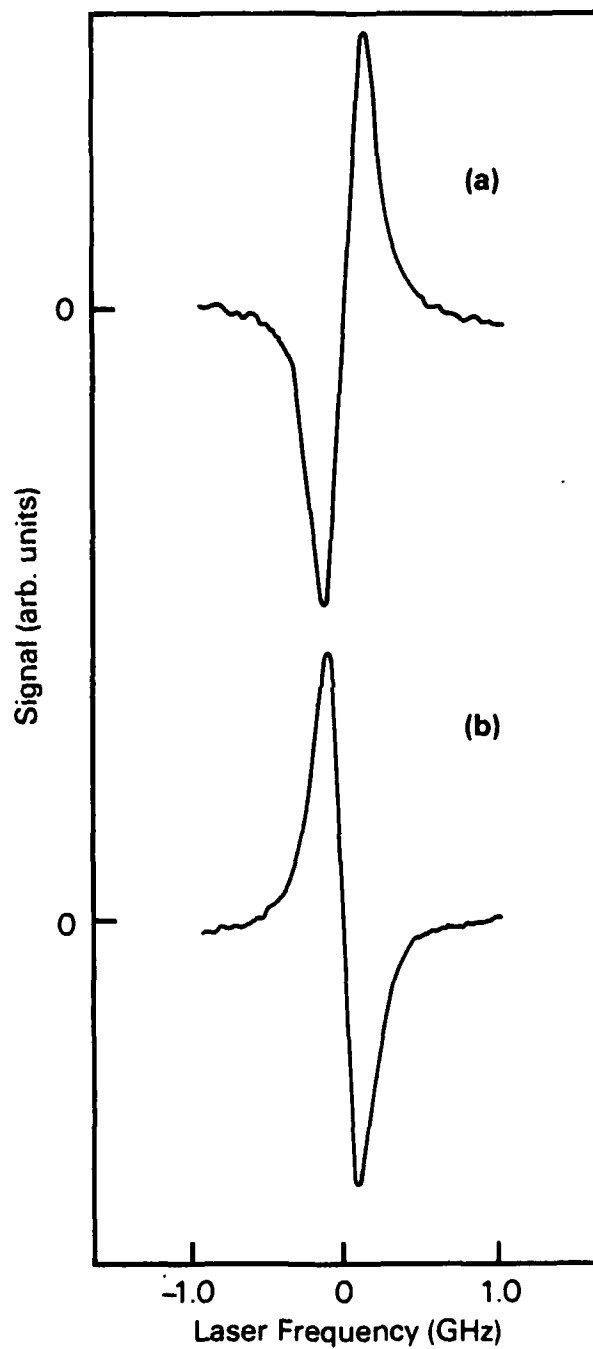 (a)
0
Signal (arb. units)
(b)
0
–1.0 0 1.0
Laser Frequency (GHz)